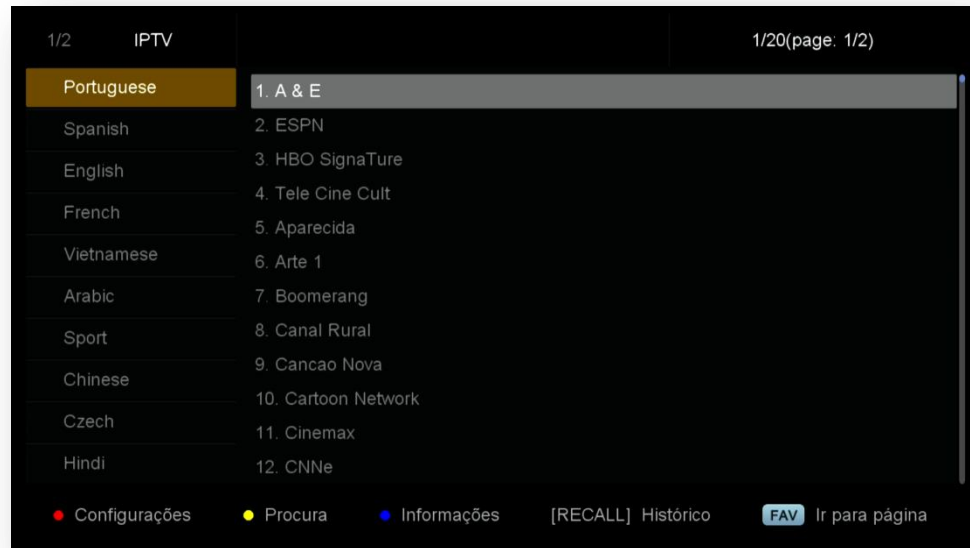 1/2 IPTV 1/20(page: 1/2)
Portuguese
Spanish
English
French
Vietnamese
Arabic
Sport
Chinese
Czech
Hindi
1. A & E
2. ESPN
3. HBO SignaTure
4. Tele Cine Cult
5. Aparecida
6. Arte 1
7. Boomerang
8. Canal Rural
9. Cancao Nova
10. Cartoon Network
11. Cinemax
12. CNNe
Configurações Procura Informações [RECALL] Histórico FAV Ir para página